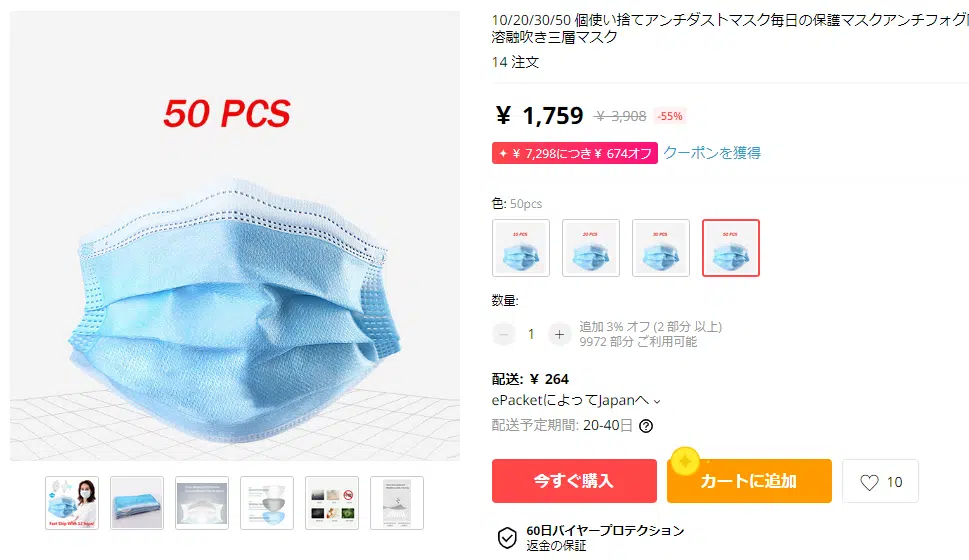 10/20/30/50 個使い捨てアンチダストマスク毎日の保護マスクアンチフォグ
溶融吹き三層マスク
14 注文
50 PCS
¥ 1,759 ¥ 3,908 -55%
¥ 7,298につき¥ 674オフ クーポンを獲得
色: 50pcs
10 PCS 20 PCS 30 PCS 50 PCS
数量:
1 追加 3% オフ (2 部分 以上)
9972 部分 ご利用可能
配送: ¥ 264
ePacketによってJapanへ
配送予定期間: 20-40日
今すぐ購入 カートに追加 10
60日バイヤープロテクション
返金の保証